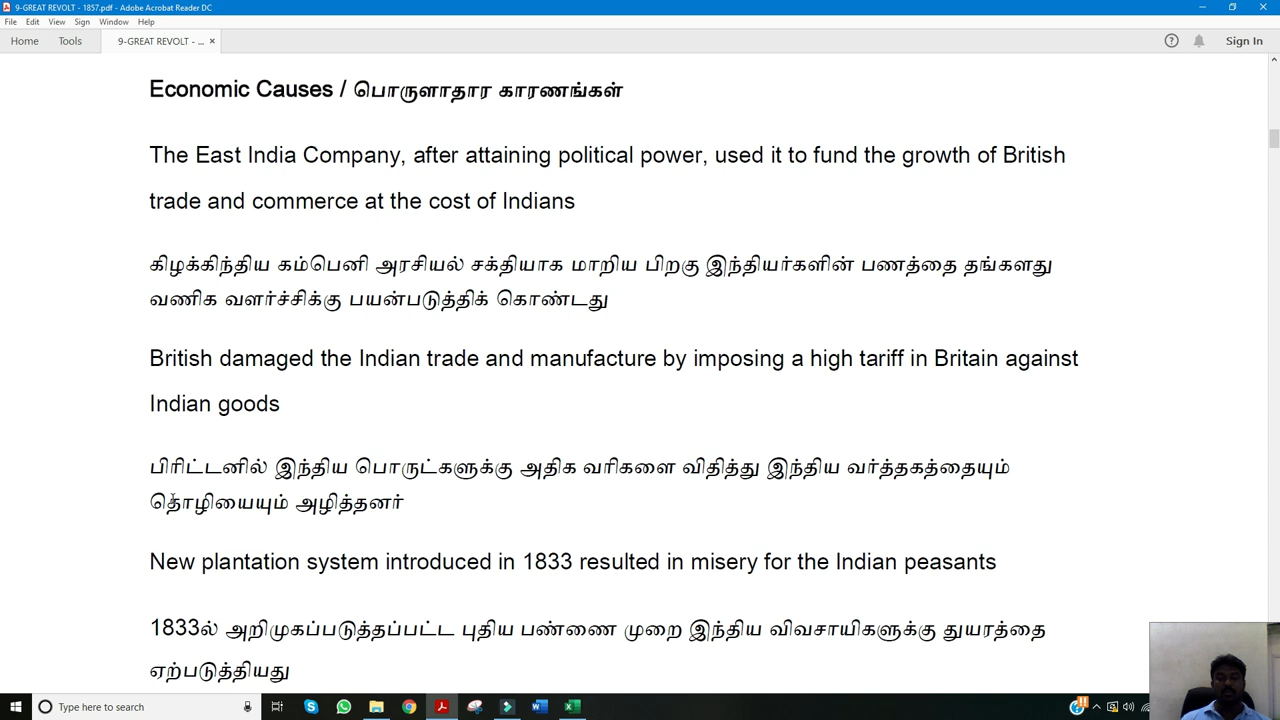 9-GREAT REVOLT - 1857.pdf - Adobe Acrobat Reader DC
File Edit View Sign Window Help
Home Tools 9-GREAT REVOLT - ... × Sign In
Economic Causes / பொருளாதார காரணங்கள்
The East India Company, after attaining political power, used it to fund the growth of British
trade and commerce at the cost of Indians
கிழக்கிந்திய கம்பெனி அரசியல் சக்தியாக மாறிய பிறகு இந்தியர்களின் பணத்தை தங்களது
வணிக வளர்ச்சிக்கு பயன்படுத்திக் கொண்டது
British damaged the Indian trade and manufacture by imposing a high tariff in Britain against
Indian goods
பிரிட்டனில் இந்திய பொருட்களுக்கு அதிக வரிகளை விதித்து இந்திய வர்த்தகத்தையும்
தொழியையும் அழித்தனர்
New plantation system introduced in 1833 resulted in misery for the Indian peasants
1833ல் அறிமுகப்படுத்தப்பட்ட புதிய பண்ணை முறை இந்திய விவசாயிகளுக்கு துயரத்தை
ஏற்படுத்தியது
Type here to search